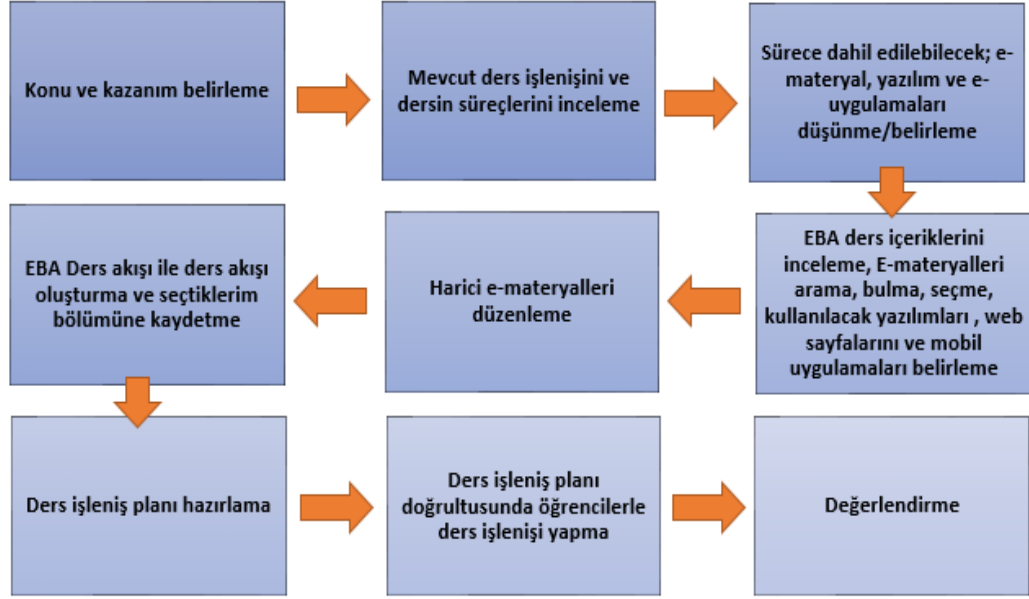 Konu ve kazanım belirleme
Mevcut ders işlenişini ve
dersin süreçlerini inceleme
Sürece dahil edilebilecek; e-
materyal, yazılım ve e-
uygulamaları
düşünme/belirleme
EBA ders içeriklerini
inceleme, E-materyalleri
arama, bulma, seçme,
kullanılacak yazılımları , web
sayfalarını ve mobil
uygulamaları belirleme
Harici e-materyalleri
düzenleme
EBA Ders akışı ile ders akışı
oluşturma ve seçtiklerim
bölümüne kaydetme
Ders işleniş planı hazırlama
Ders işleniş planı
doğrultusunda öğrencilerle
ders işlenişi yapma
Değerlendirme